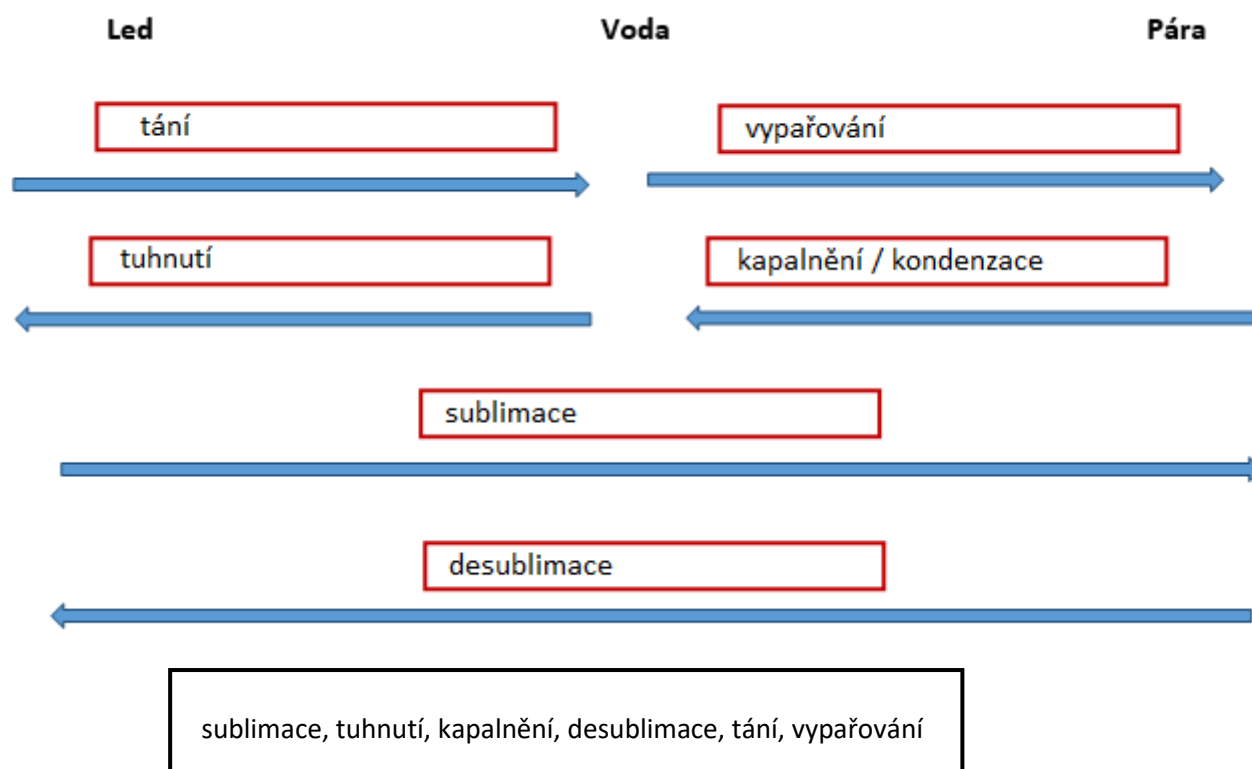 Led
Voda
Pára
tání
vypařování
tuhnutí
kapalnění / kondenzace
sublimace
desublimace
sublimace, tuhnutí, kapalnění, desublimace, tání, vypařování